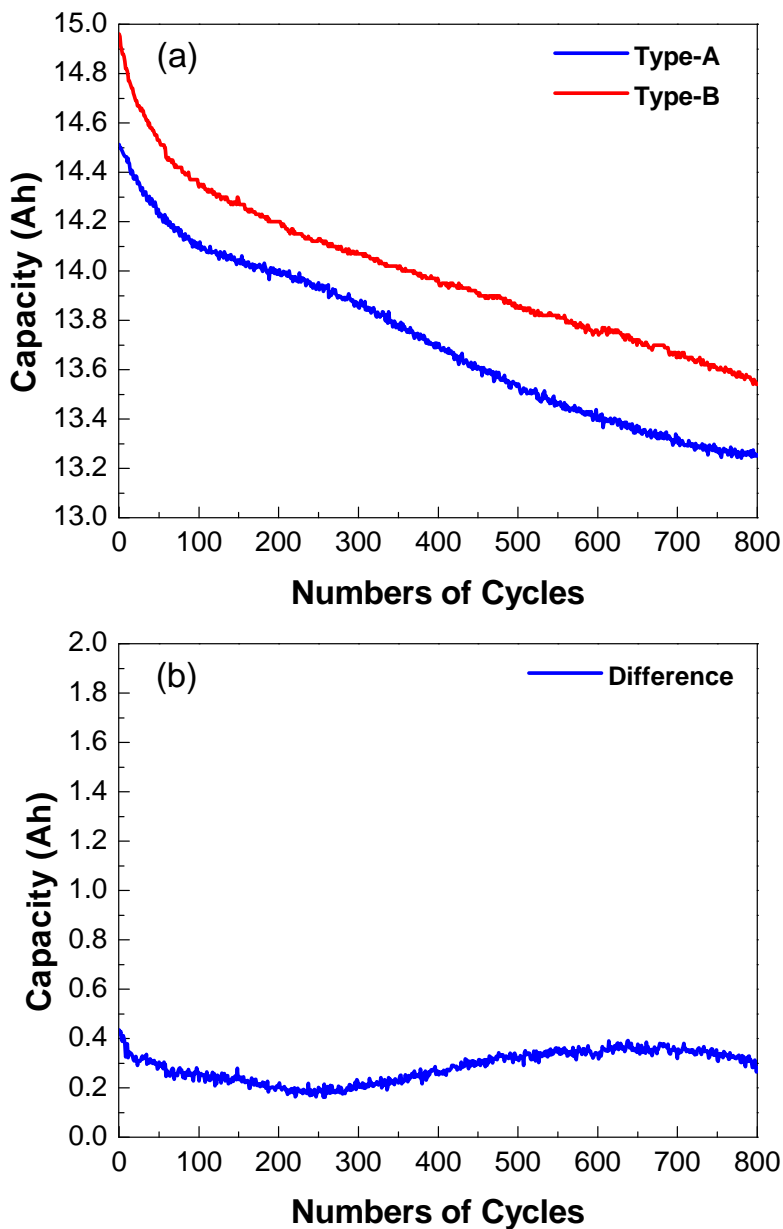 (a)
Type-A
Type-B
15.0
14.8
14.6
14.4
14.2
14.0
13.8
13.6
13.4
13.2
13.0
Capacity (Ah)
0 100 200 300 400 500 600 700 800
Numbers of Cycles
(b)
Difference
2.0
1.8
1.6
1.4
1.2
1.0
0.8
0.6
0.4
0.2
0.0
Capacity (Ah)
0 100 200 300 400 500 600 700 800
Numbers of Cycles